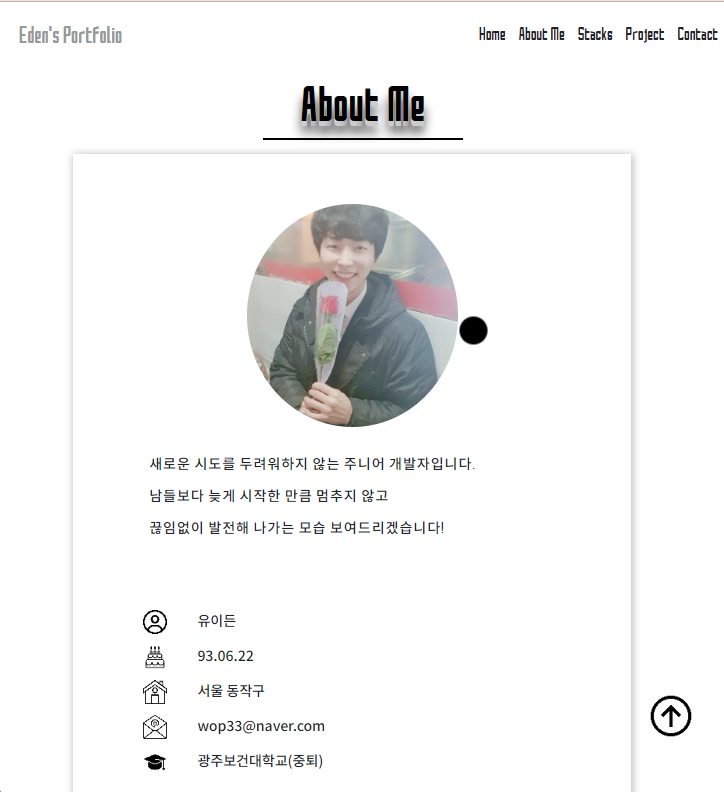 Eden's Portfolio
Home About Me Stacks Project Contact
About Me
새로운 시도를 두려워하지 않는 주니어 개발자입니다.
남들보다 늦게 시작한 만큼 멈추지 않고
끊임없이 발전해 나가는 모습 보여드리겠습니다!
유이든
93.06.22
서울 동작구
wop33@naver.com
광주보건대학교(중퇴)